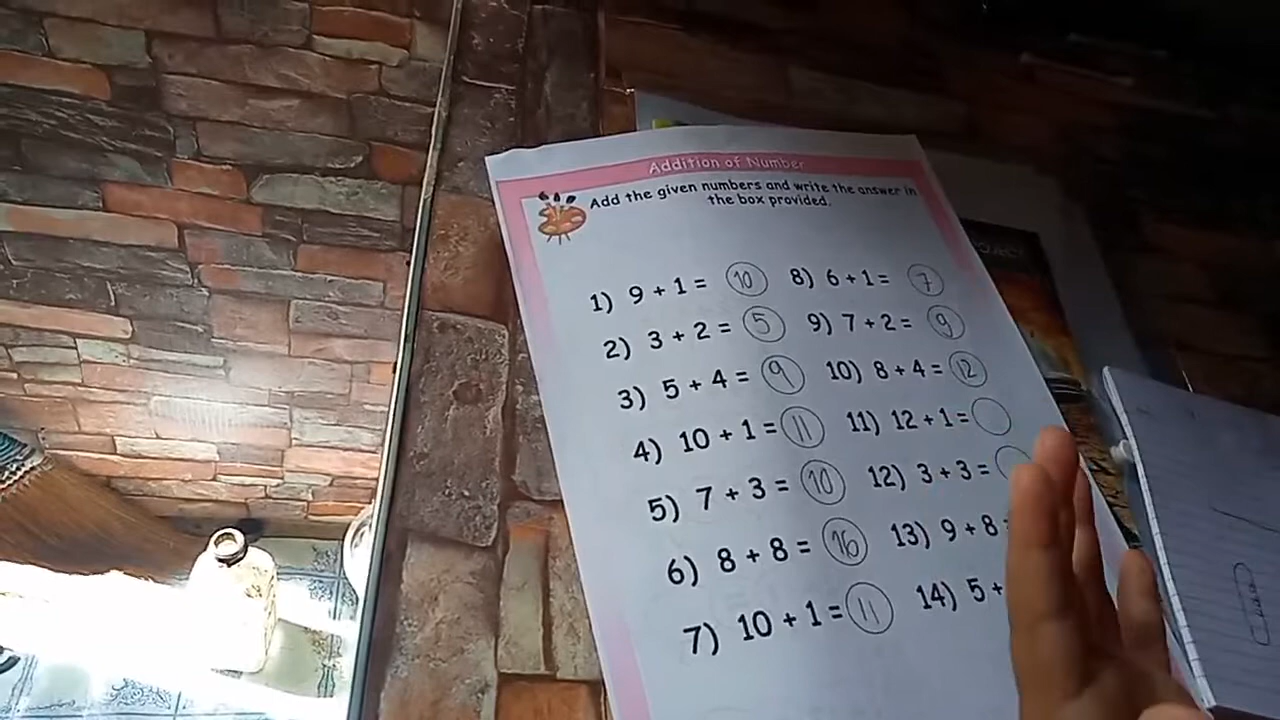 Addition of Number
Add the given numbers and write the answer in
the box provided.
1) 9 + 1 = 10
2) 3 + 2 = 5
3) 5 + 4 = 9
4) 10 + 1 = 11
5) 7 + 3 = 10
6) 8 + 8 = 16
7) 10 + 1 = 11
8) 6 + 1 = 7
9) 7 + 2 = 9
10) 8 + 4 = 12
11) 12 + 1 =
12) 3 + 3 =
13) 9 + 8
14) 5 +